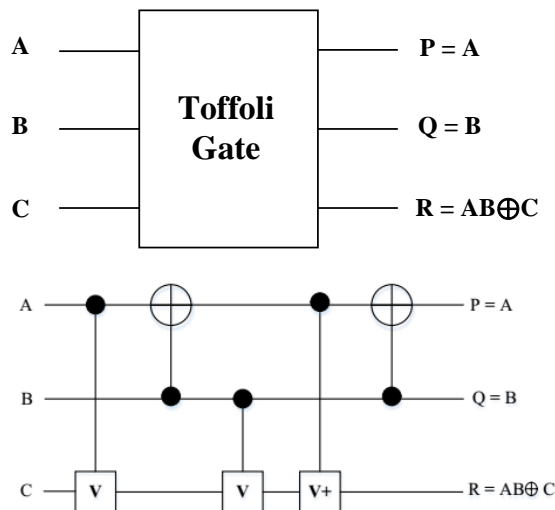 A P = A
Toffoli
B Gate Q = B
C R = AB⊕C
A P = A
B Q = B
C V V V+ R = AB⊕ C